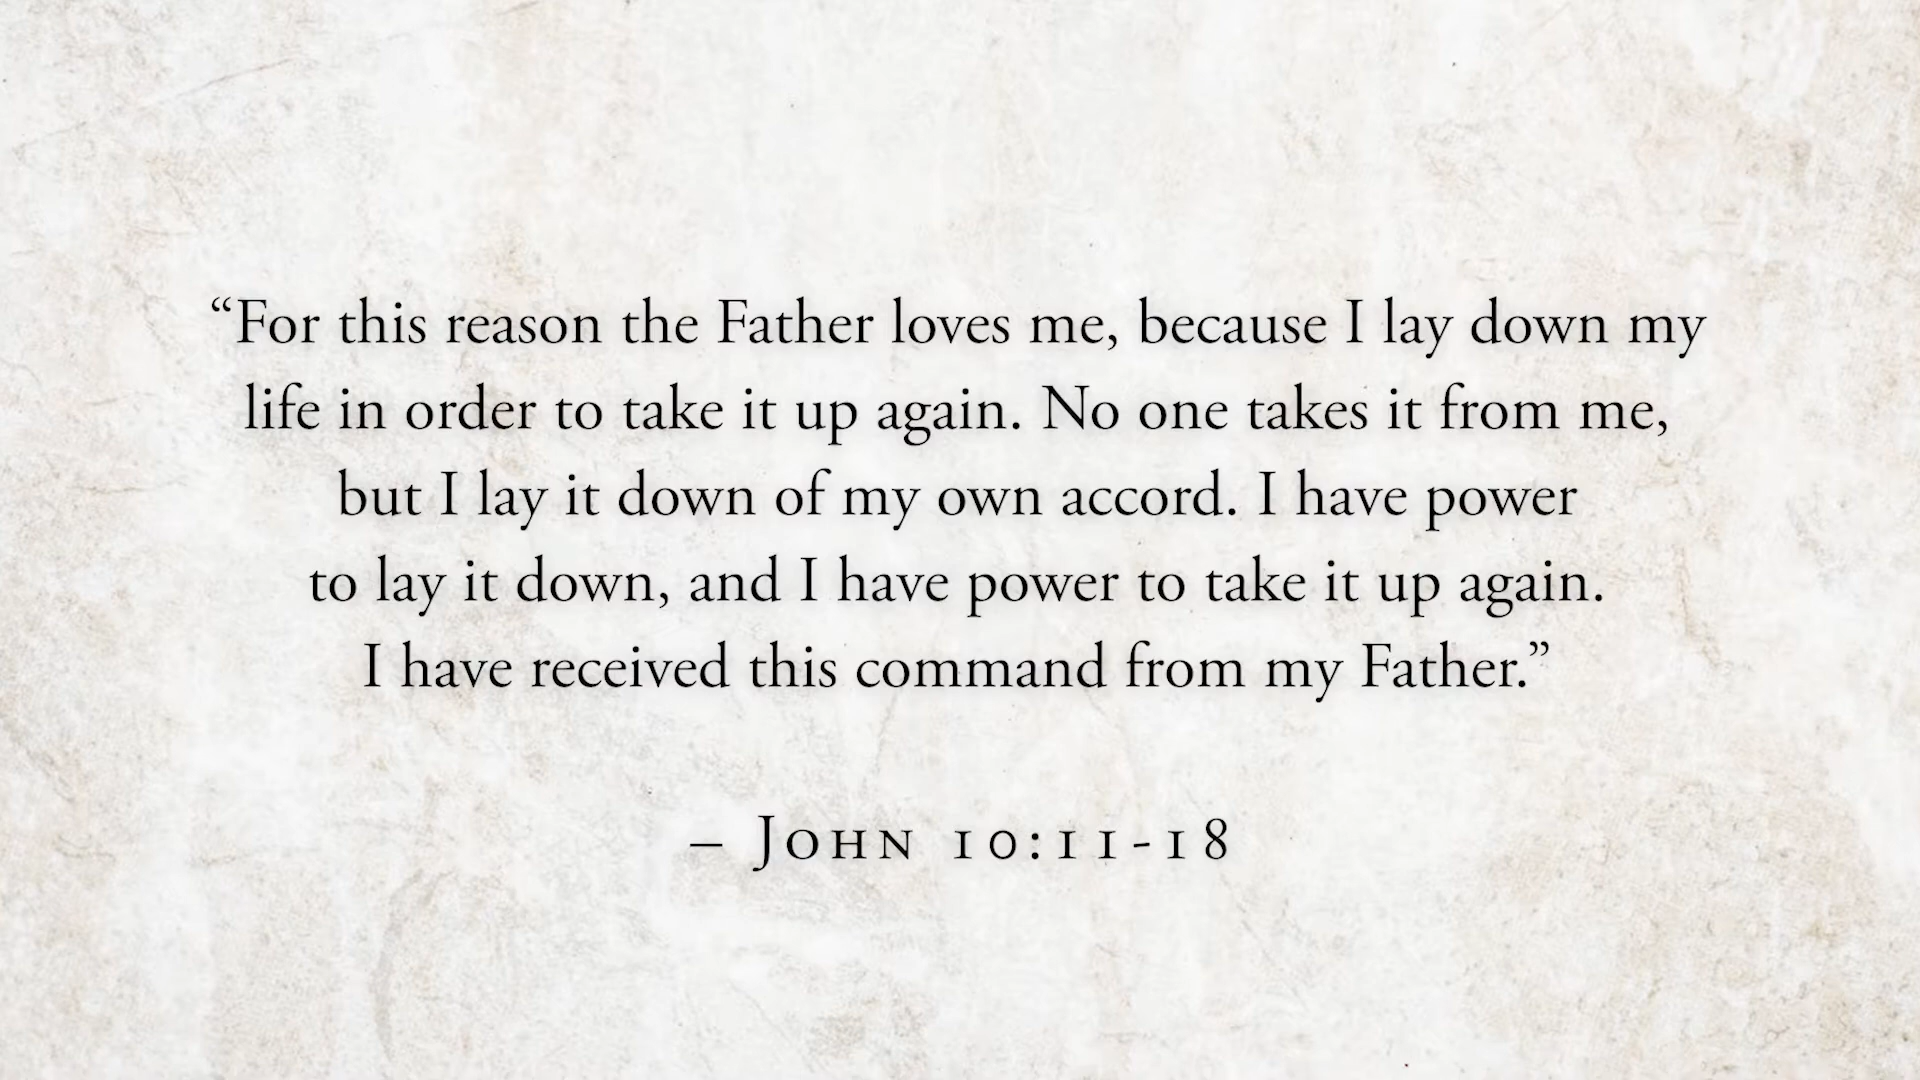 “For this reason the Father loves me, because I lay down my
life in order to take it up again. No one takes it from me,
but I lay it down of my own accord. I have power
to lay it down, and I have power to take it up again.
I have received this command from my Father.”
– John 10:11-18